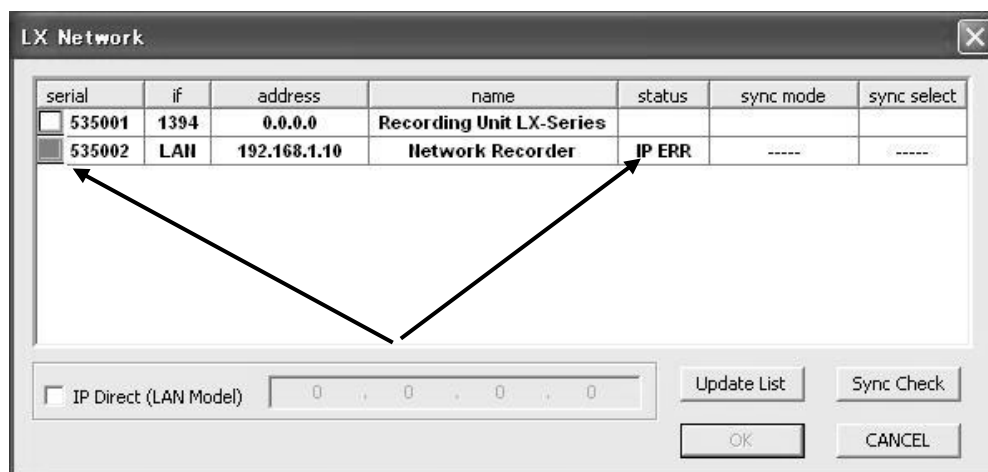 LX Network
serial if address name status sync mode sync select
535001 1394 0.0.0.0 Recording Unit LX-Series
535002 LAN 192.168.1.10 Network Recorder IP ERR ----- -----
IP Direct (LAN Model) 0 . 0 . 0 . 0 Update List Sync Check
OK CANCEL